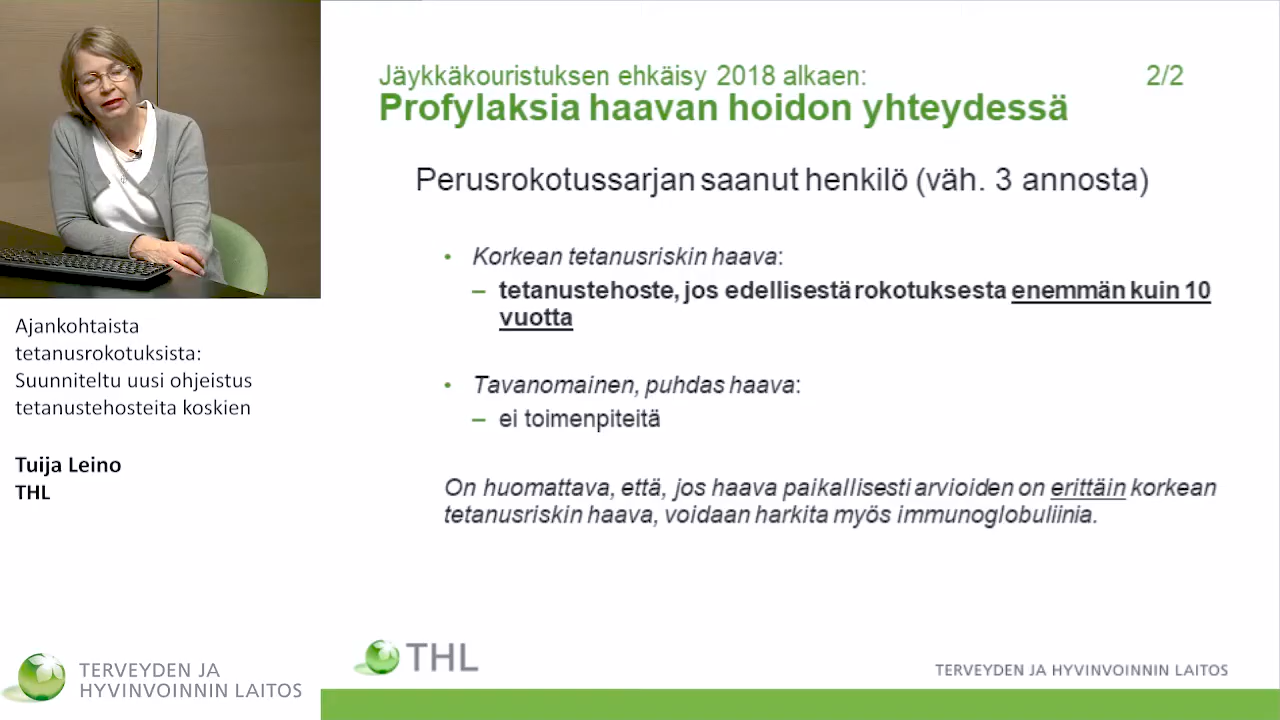 Jäykkäkouristuksen ehkäisy 2018 alkaen: 2/2
Profylaksia haavan hoidon yhteydessä
Perusrokotussarjan saanut henkilö (väh. 3 annosta)
• Korkean tetanusriskin haava:
– tetanustehoste, jos edellisestä rokotuksesta enemmän kuin 10
vuotta
• Tavanomainen, puhdas haava:
– ei toimenpiteitä
On huomattava, että, jos haava paikallisesti arvioiden on erittäin korkean
tetanusriskin haava, voidaan harkita myös immunoglobuliinia.
THL
TERVEYDEN JA HYVINVOINNIN LAITOS
Ajankohtaista
tetanusrokotuksista:
Suunniteltu uusi ohjeistus
tetanustehosteita koskien
Tuija Leino
THL
TERVEYDEN JA
HYVINVOINNIN LAITOS